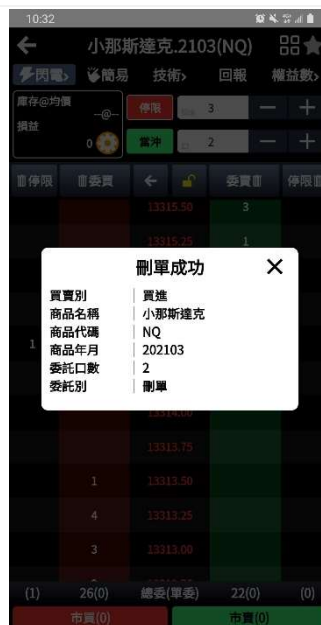 10:32
小那斯達克.2103(NQ)
閃電> 簡易 技術> 回報 權益數>
庫存@均價 --@--
損益 0
停限 3 — +
當沖 2 — +
停限 委買 ← 委賣 停限
13315.50 3
13315.25 1
刪單成功 ×
買賣別 買進
商品名稱 小那斯達克
商品代碼 NQ
商品年月 202103
委託口數 2
委託別 刪單
1
13314.00
13313.75
1 13313.50
4 13313.25
3 13313.00
(1) 26(0) 總委(單委) 22(0) (0)
市買(0) 市賣(0)